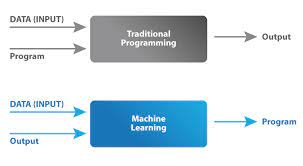 DATA (INPUT)
Program
Traditional
Programming
Output
DATA (INPUT)
Output
Machine
Learning
Program